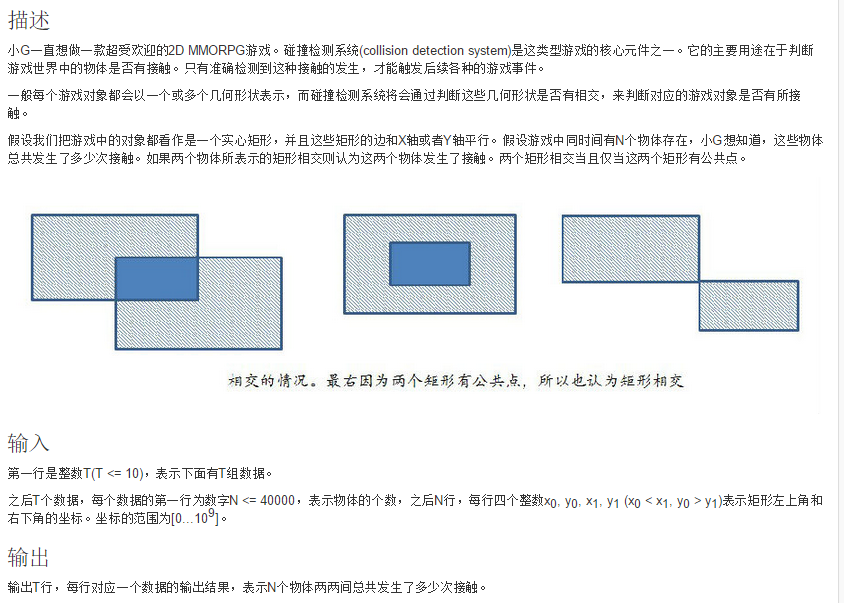 描述
小G一直想做一款超受欢迎的2D MMORPG游戏。碰撞检测系统(collision detection system)是这类型游戏的核心元件之一。它的主要用途在于判断
游戏世界中的物体是否有接触。只有准确检测到这种接触的发生，才能触发后续各种的游戏事件。
一般每个游戏对象都会以一个或多个几何形状表示，而碰撞检测系统将会通过判断这些几何形状是否有相交，来判断对应的游戏对象是否有所接
触。
假设我们把游戏中的对象都看作是一个实心矩形，并且这些矩形的边和X轴或者Y轴平行。假设游戏中同时间有N个物体存在，小G想知道，这些物体
总共发生了多少次接触。如果两个物体所表示的矩形相交则认为这两个物体发生了接触。两个矩形相交当且仅当这两个矩形有公共点。
相交的情况。最右因为两个矩形有公共点，所以也认为矩形相交
输入
第一行是整数T(T <= 10)，表示下面有T组数据。
之后T个数据，每个数据的第一行为数字N <= 40000，表示物体的个数，之后N行，每行四个整数x0, y0, x1, y1 (x0 < x1, y0 > y1)表示矩形左上角和
右下角的坐标。坐标的范围为[0...10^9]。
输出
输出T行，每行对应一个数据的输出结果，表示N个物体两两间总共发生了多少次接触。